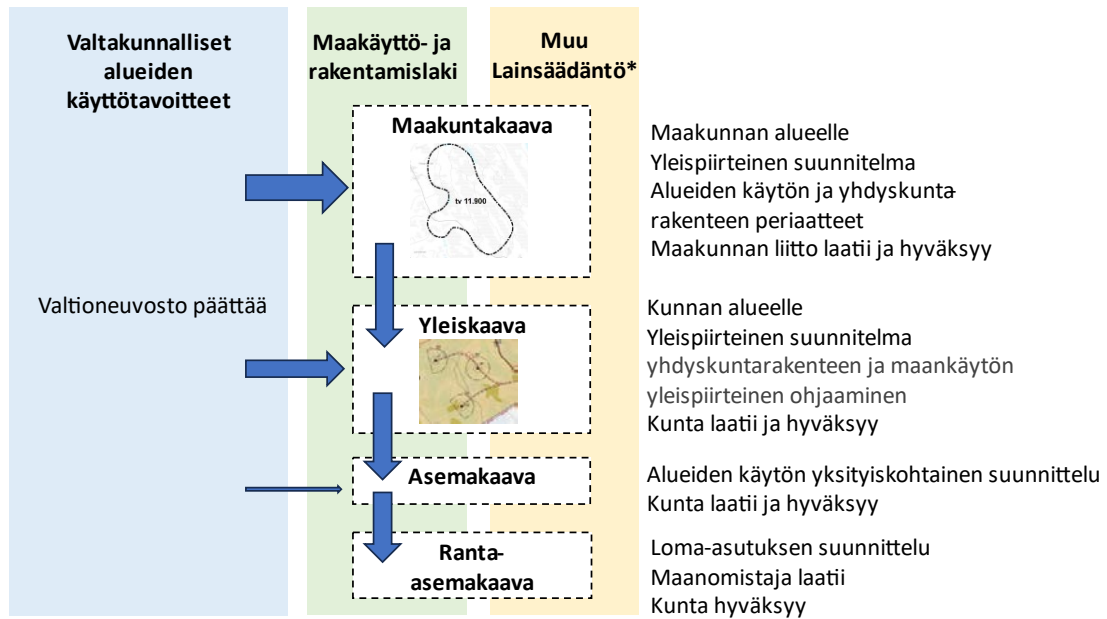 Valtakunnalliset
alueiden
käyttötavoitteet
Maakäyttö- ja
rakentamislaki
Muu
Lainsäädäntö*
Maakuntakaava
tv 11.900
Maakunnan alueelle
Yleispiirteinen suunnitelma
Alueiden käytön ja yhdyskunta-
rakenteen periaatteet
Maakunnan liitto laatii ja hyväksyy
Valtioneuvosto päättää
Yleiskaava
Kunnan alueelle
Yleispiirteinen suunnitelma
yhdyskuntarakenteen ja maankäytön
yleispiirteinen ohjaaminen
Kunta laatii ja hyväksyy
Asemakaava
Alueiden käytön yksityiskohtainen suunnittelu
Kunta laatii ja hyväksyy
Ranta-
asemakaava
Loma-asutuksen suunnittelu
Maanomistaja laatii
Kunta hyväksyy